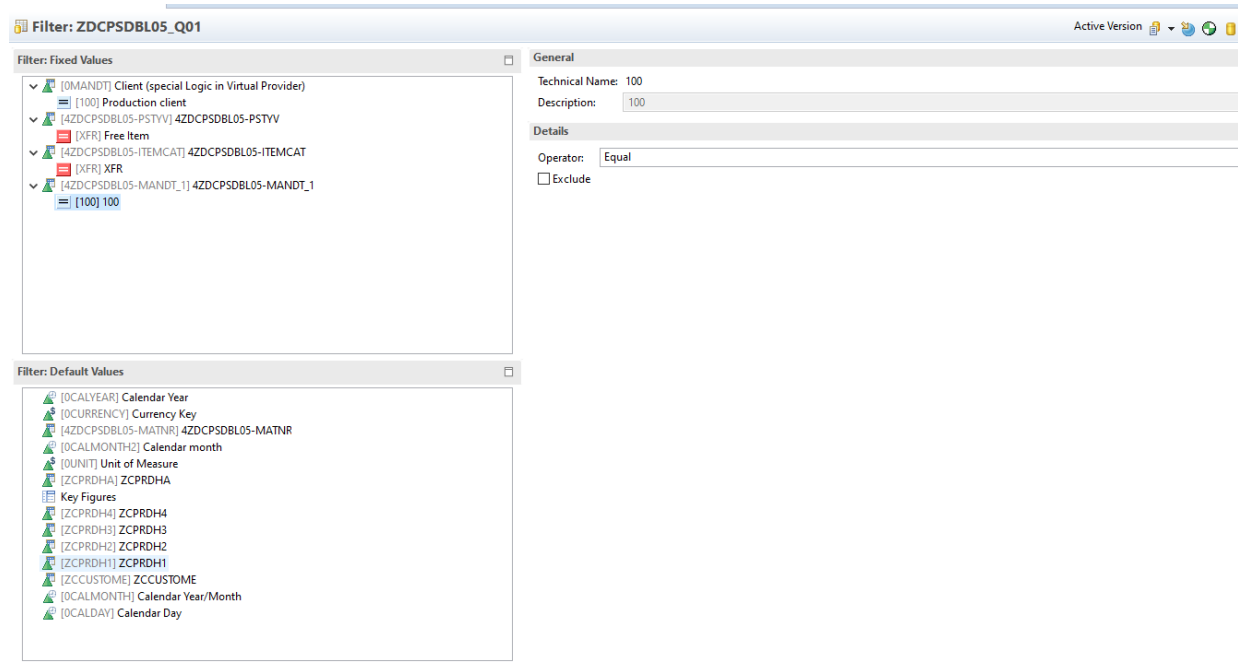 Filter: ZDCPSDBL05_Q01
Active Version
Filter: Fixed Values
[0MANDT] Client (special Logic in Virtual Provider)
[100] Production client
[4ZDCPSDBL05-PSTYV] 4ZDCPSDBL05-PSTYV
[XFR] Free Item
[4ZDCPSDBL05-ITEMCAT] 4ZDCPSDBL05-ITEMCAT
[XFR] XFR
[4ZDCPSDBL05-MANDT_1] 4ZDCPSDBL05-MANDT_1
[100] 100
Filter: Default Values
[0CALYEAR] Calendar Year
[0CURRENCY] Currency Key
[4ZDCPSDBL05-MATNR] 4ZDCPSDBL05-MATNR
[0CALMONTH2] Calendar month
[0UNIT] Unit of Measure
[ZCPRDHA] ZCPRDHA
Key Figures
[ZCPRDH4] ZCPRDH4
[ZCPRDH3] ZCPRDH3
[ZCPRDH2] ZCPRDH2
[ZCPRDH1] ZCPRDH1
[ZCCUSTOME] ZCCUSTOME
[0CALMONTH] Calendar Year/Month
[0CALDAY] Calendar Day
General
Technical Name: 100
Description: 100
Details
Operator: Equal
Exclude